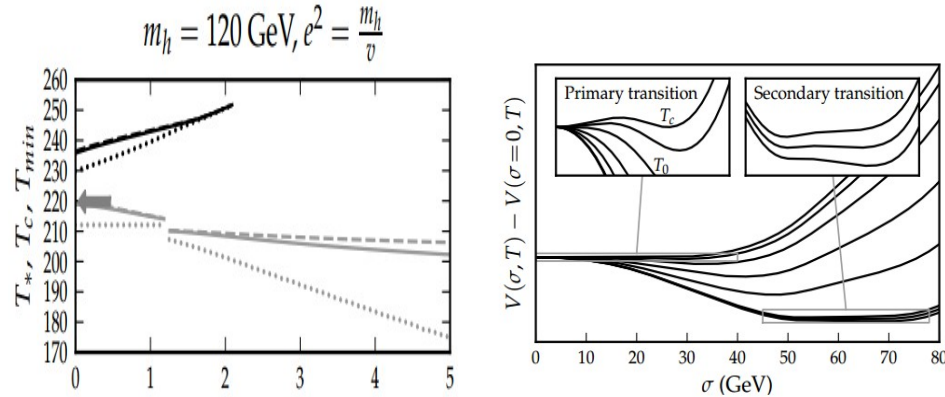 m_h = 120 GeV, e² = m_h/v
T_*, T_c, T_min
260
250
240
230
220
210
200
190
180
170
0 1 2 3 4 5
V(σ,T) − V(σ=0,T)
Primary transition
T_c
T_0
Secondary transition
0 10 20 30 40 50 60 70 80
σ (GeV)